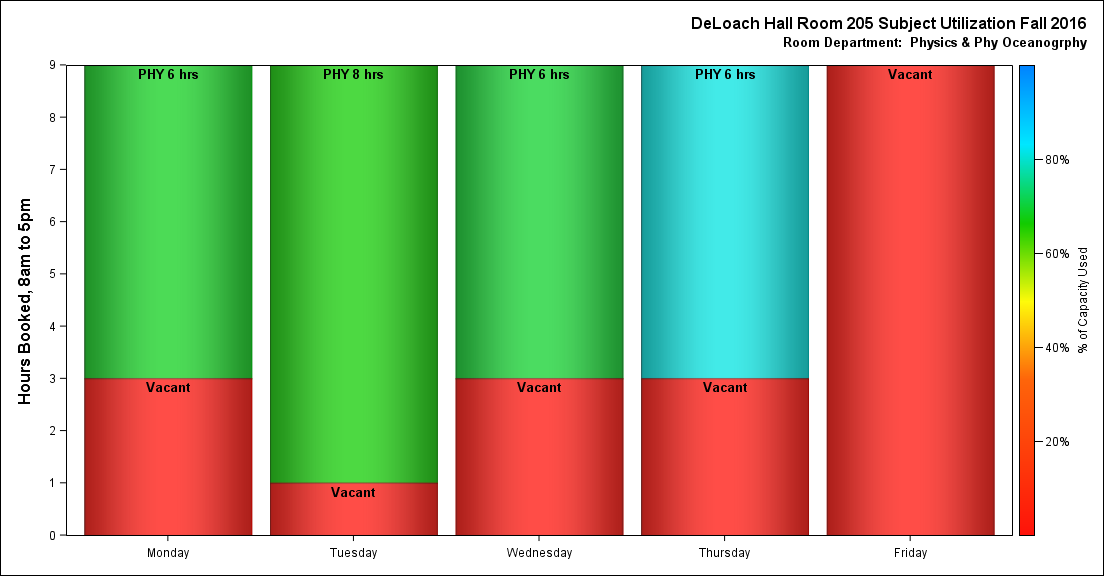 DeLoach Hall Room 205 Subject Utilization Fall 2016
Room Department:  Physics & Phy Oceanogrphy
Hours Booked, 8am to 5pm
9
8
7
6
5
4
3
2
1
0
PHY 6 hrs
PHY 8 hrs
PHY 6 hrs
PHY 6 hrs
Vacant
Vacant
Vacant
Vacant
Vacant
Monday
Tuesday
Wednesday
Thursday
Friday
80%
60%
40%
20%
% of Capacity Used